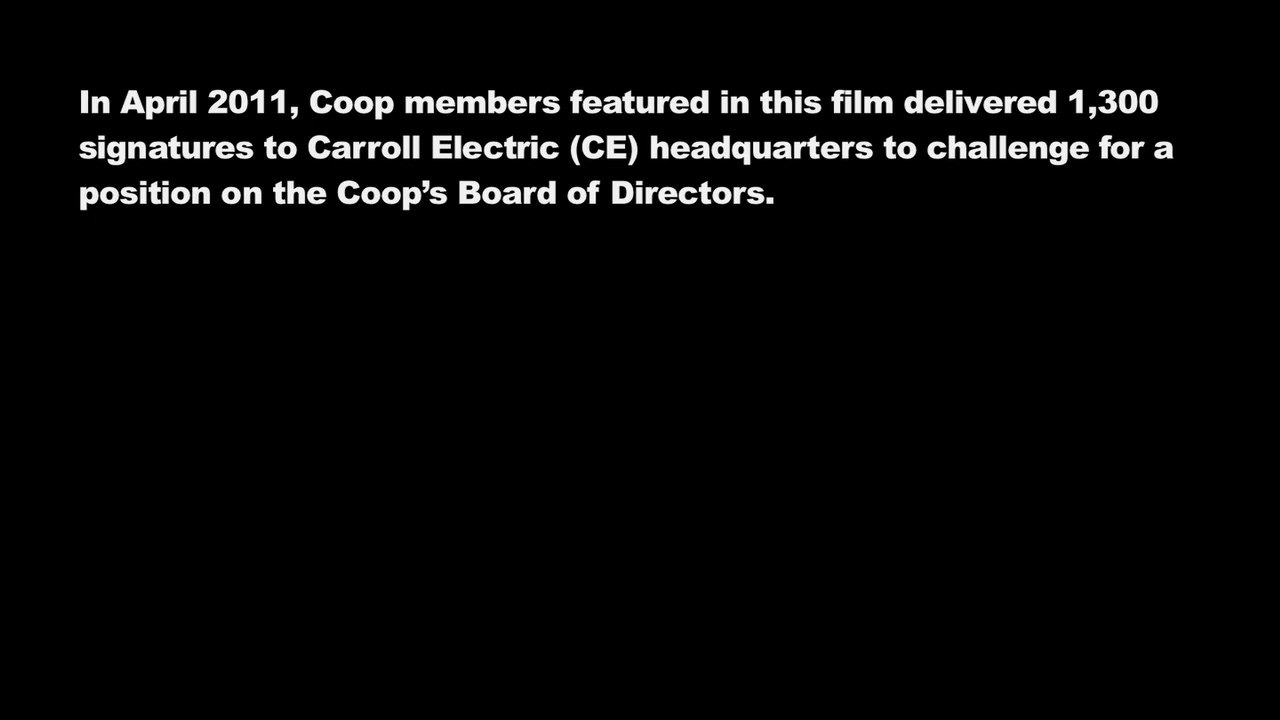 In April 2011, Coop members featured in this film delivered 1,300
signatures to Carroll Electric (CE) headquarters to challenge for a
position on the Coop’s Board of Directors.